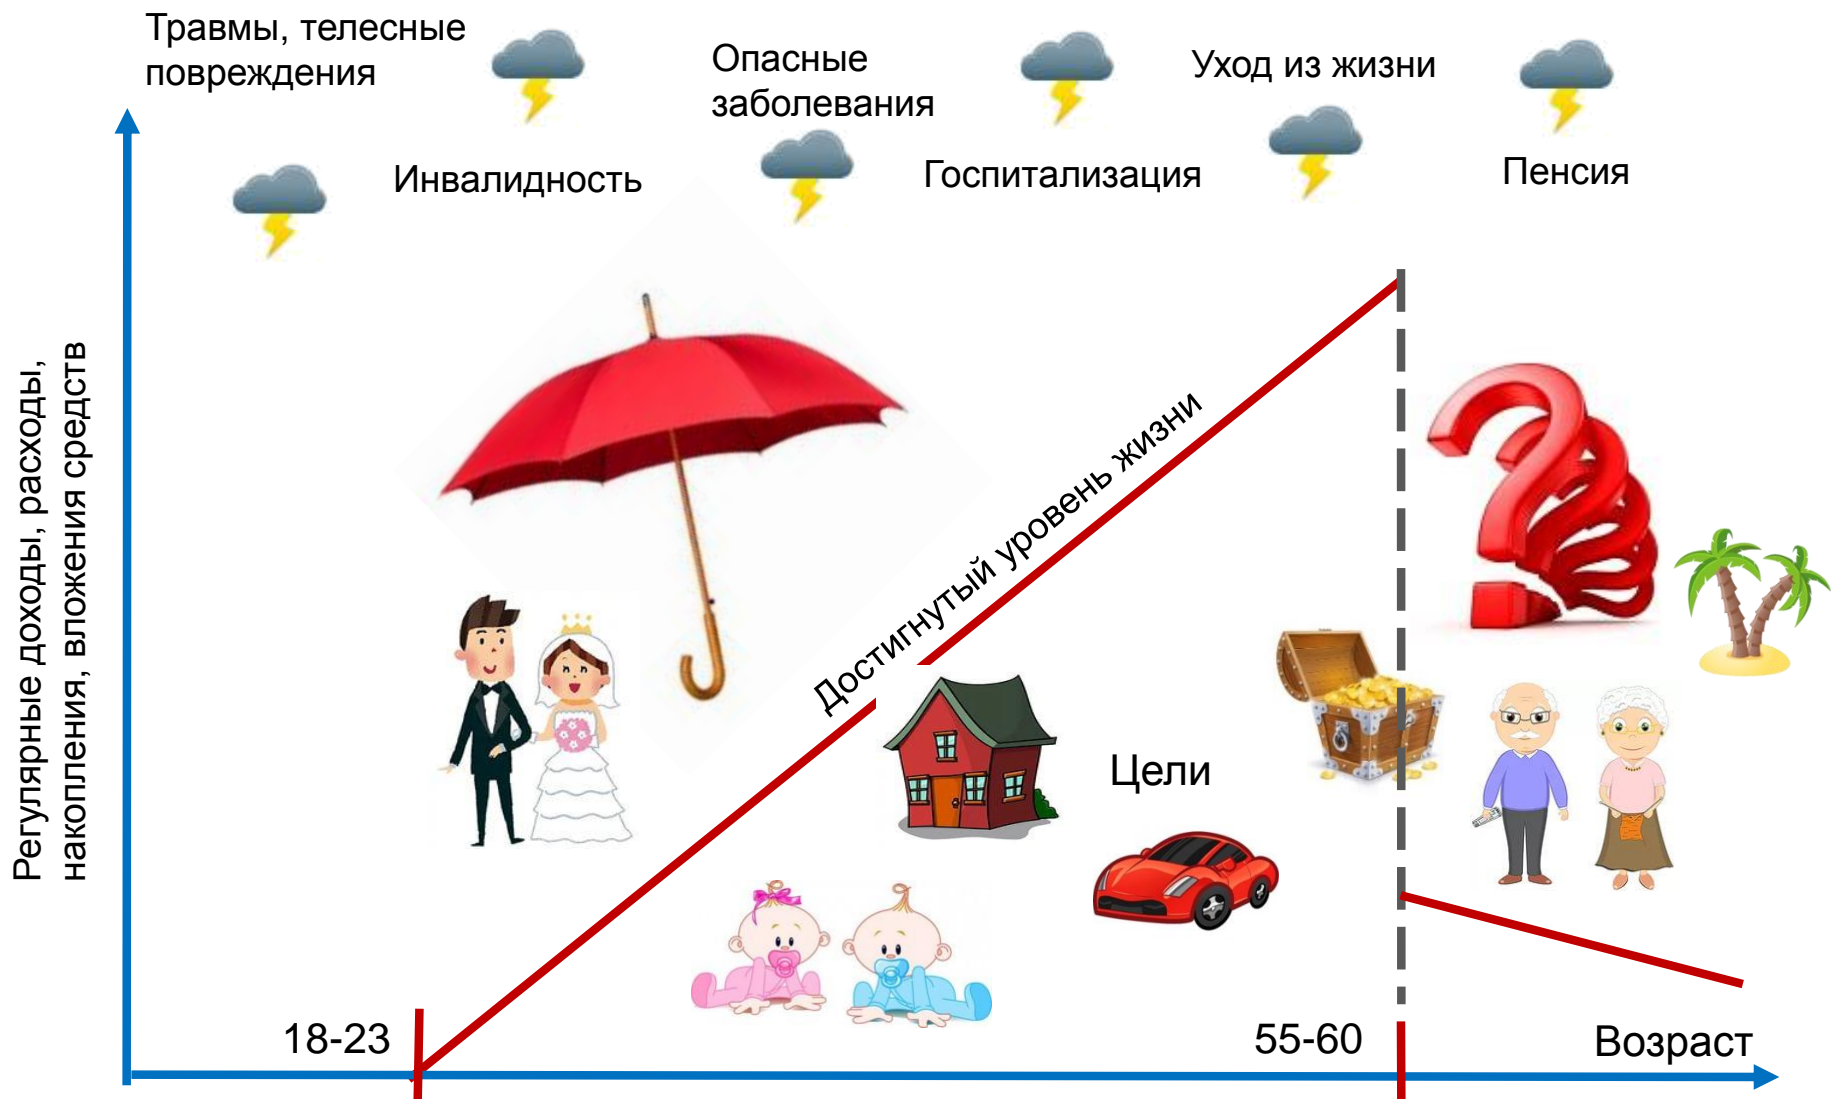 Травмы, телесные
повреждения
Опасные
заболевания
Уход из жизни
Инвалидность
Госпитализация
Пенсия
Регулярные доходы, расходы,
накопления, вложения средств
Достигнутый уровень жизни
Цели
18-23
55-60
Возраст